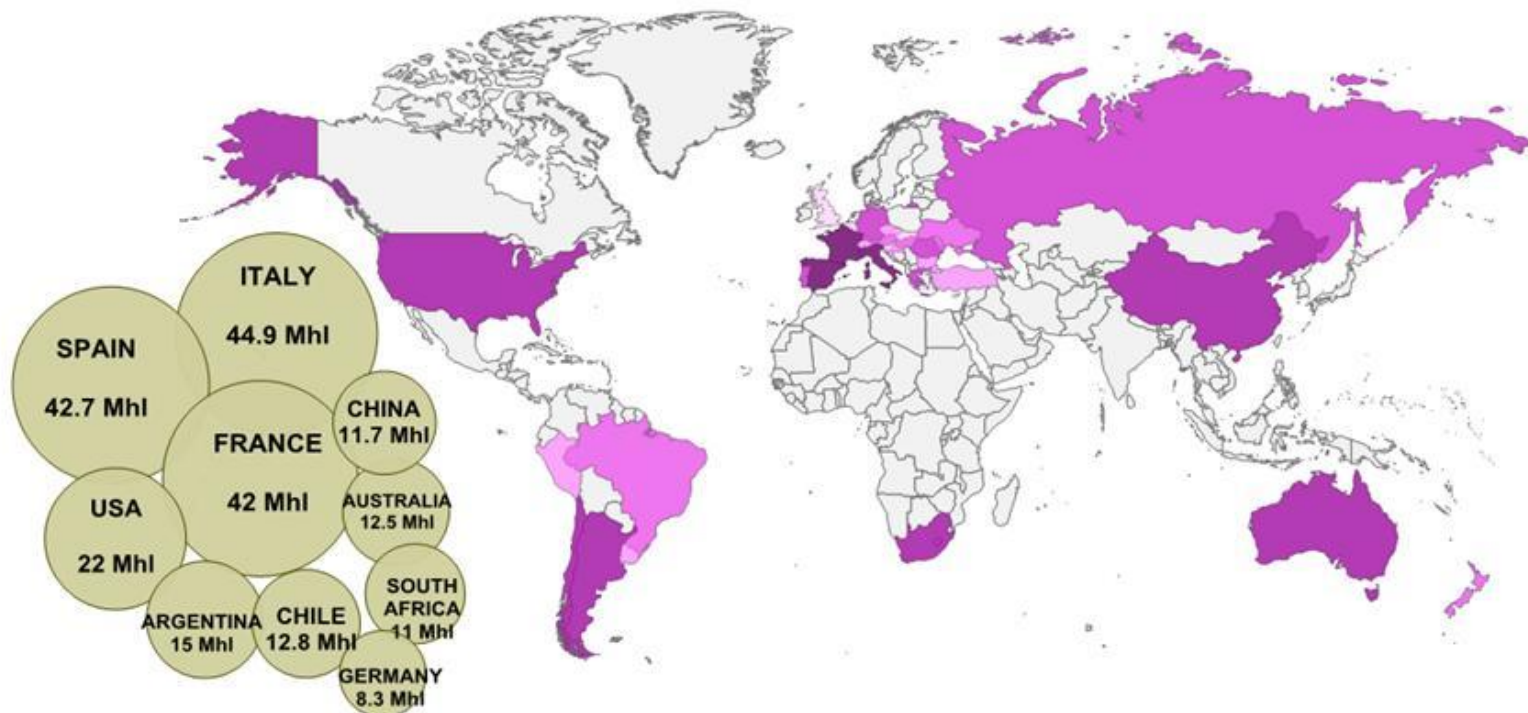 ITALY
44.9 Mhl
SPAIN
42.7 Mhl
CHINA
11.7 Mhl
FRANCE
42 Mhl
USA
22 Mhl
AUSTRALIA
12.5 Mhl
SOUTH
AFRICA
11 Mhl
ARGENTINA
15 Mhl
CHILE
12.8 Mhl
GERMANY
8.3 Mhl